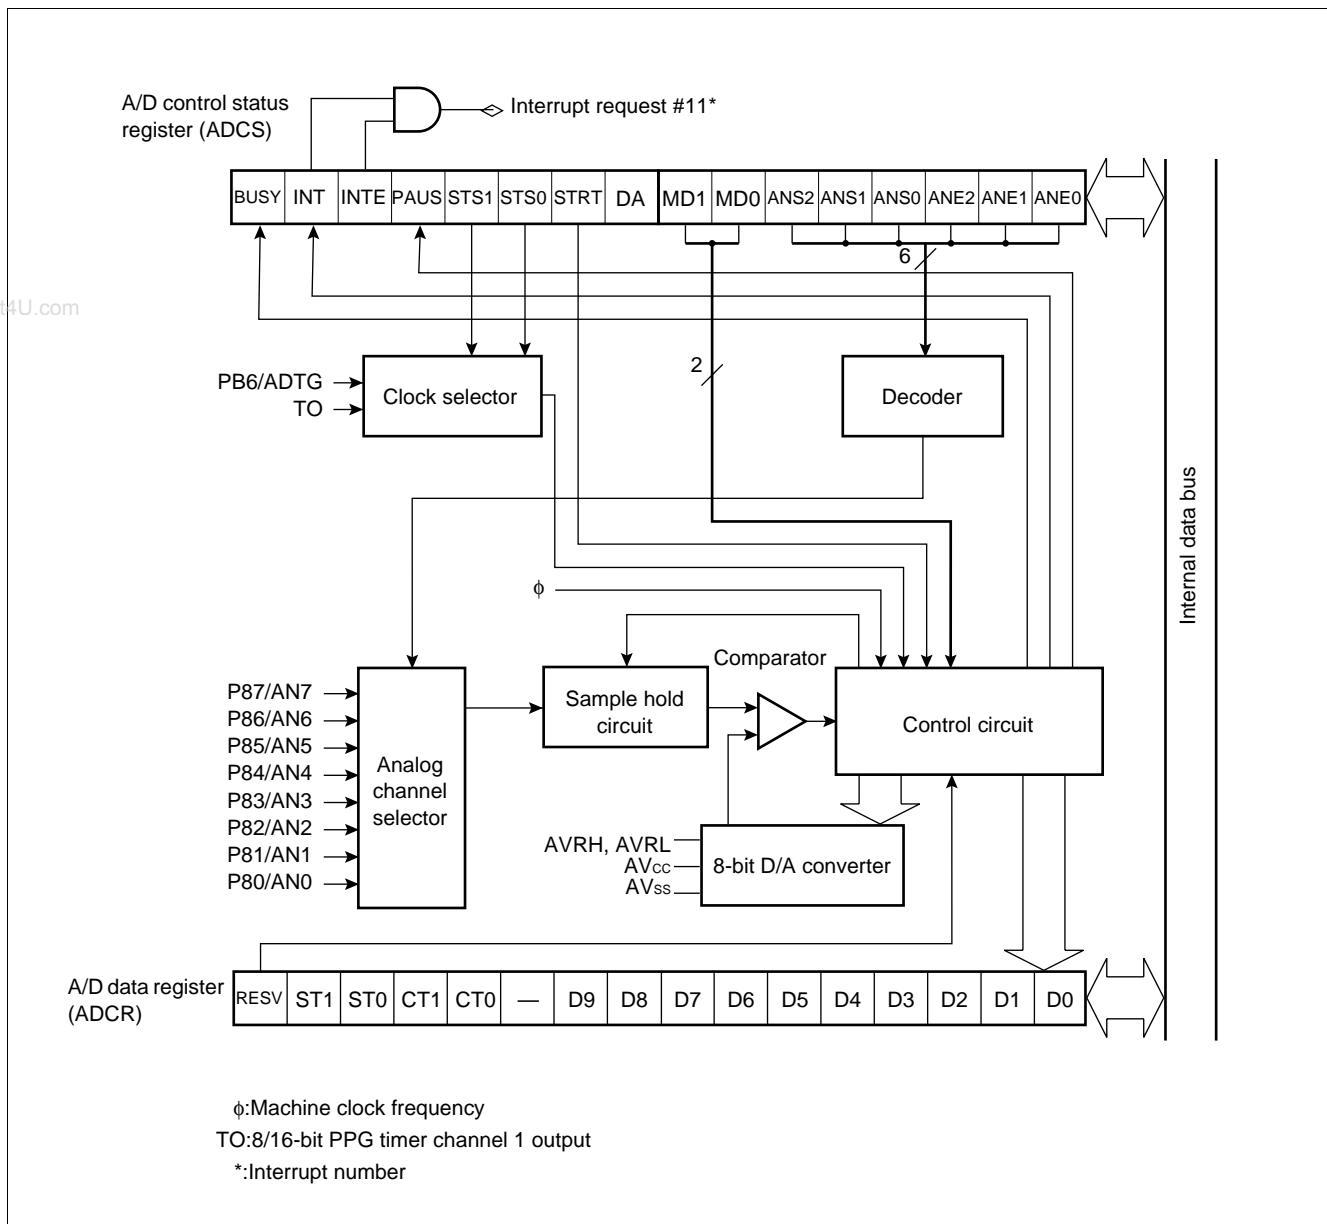 A/D control status
register (ADCS)
Interrupt request #11*
BUSY INT INTE PAUS STS1 STS0 STRT DA MD1 MD0 ANS2 ANS1 ANS0 ANE2 ANE1 ANE0
6
t4U.com
2
PB6/ADTG
TO
Clock selector
Decoder
Internal data bus
ϕ
Comparator
P87/AN7
P86/AN6
P85/AN5
P84/AN4
P83/AN3
P82/AN2
P81/AN1
P80/AN0
Analog
channel
selector
Sample hold
circuit
Control circuit
AVRH, AVRL
AVCC
AVSS
8-bit D/A converter
A/D data register
(ADCR)
RESV ST1 ST0 CT1 CT0 — D9 D8 D7 D6 D5 D4 D3 D2 D1 D0
ϕ:Machine clock frequency
TO:8/16-bit PPG timer channel 1 output
*:Interrupt number